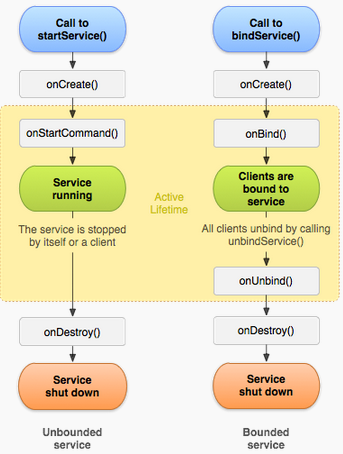 Call to
startService()
onCreate()
onStartCommand()
Service
running
The service is stopped
by itself or a client
onDestroy()
Service
shut down
Unbounded
service
Active
Lifetime
Call to
bindService()
onCreate()
onBind()
Clients are
bound to
service
All clients unbind by calling
unbindService()
onUnbind()
onDestroy()
Service
shut down
Bounded
service